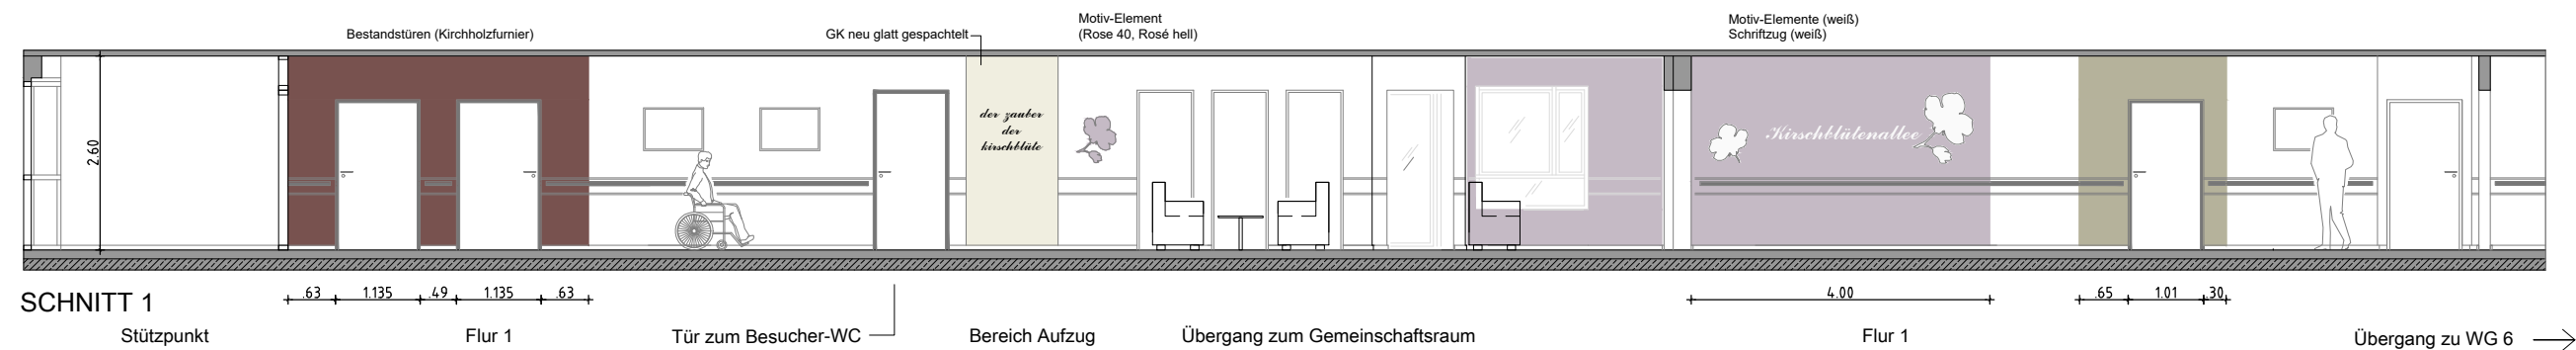 Bestandstüren (Kirchholzfurnier)
GK neu glatt gespachtelt
Motiv-Element
(Rose 40, Rosé hell)
Motiv-Elemente (weiß)
Schriftzug (weiß)
2.60
der zauber
der
kirschblüte
Kirschblütenallee
.63 1.135 .49 1.135 .63
4.00
.65 1.01 .30
SCHNITT 1
Stützpunkt
Flur 1
Tür zum Besucher-WC
Bereich Aufzug
Übergang zum Gemeinschaftsraum
Flur 1
Übergang zu WG 6